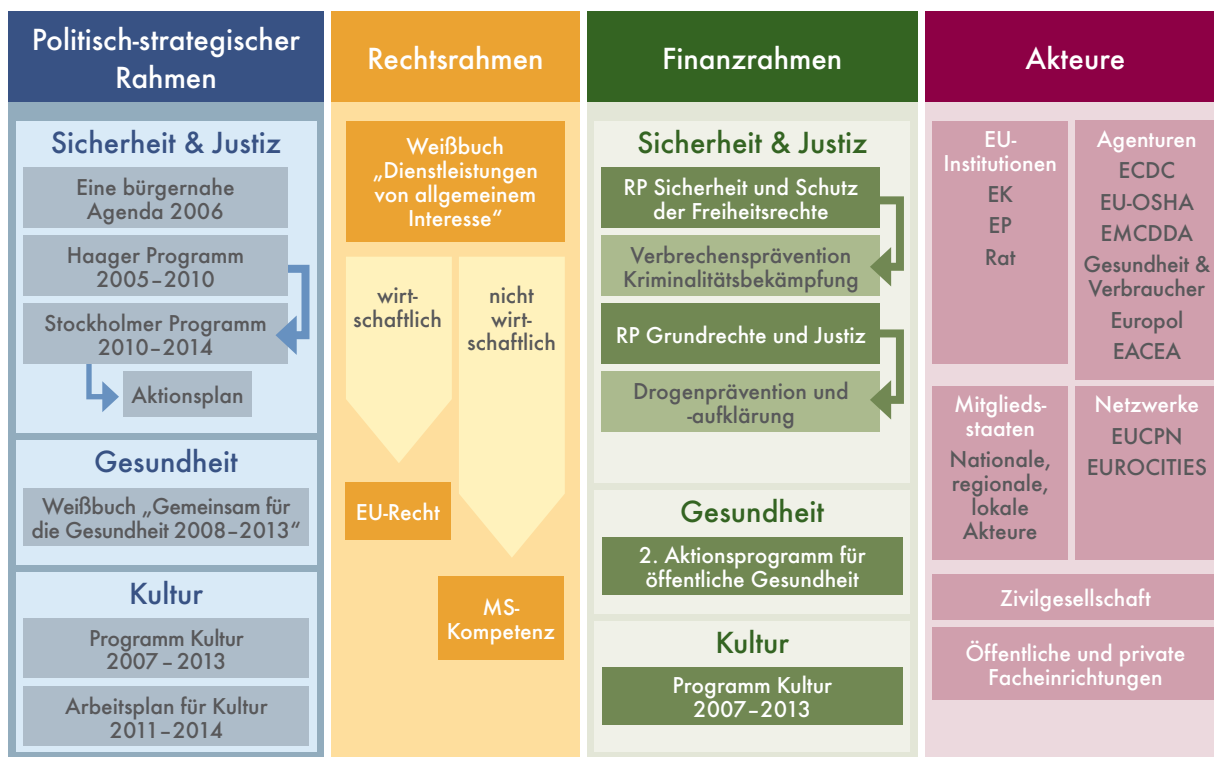 Politisch-strategischer
Rahmen
Sicherheit & Justiz
Eine bürgernahe
Agenda 2006
Haager Programm
2005–2010
Stockholmer Programm
2010–2014
Aktionsplan
Gesundheit
Weißbuch „Gemeinsam für
die Gesundheit 2008–2013“
Kultur
Programm Kultur
2007–2013
Arbeitsplan für Kultur
2011–2014
Rechtsrahmen
Weißbuch
„Dienstleistungen
von allgemeinem
Interesse“
wirt-
schaftlich
nicht
wirt-
schaftlich
EU-Recht
MS-
Kompetenz
Finanzrahmen
Sicherheit & Justiz
RP Sicherheit und Schutz
der Freiheitsrechte
Verbrechensprävention
Kriminalitätsbekämpfung
RP Grundrechte und Justiz
Drogenprävention und
-aufklärung
Gesundheit
2. Aktionsprogramm für
öffentliche Gesundheit
Kultur
Programm Kultur
2007–2013
Akteure
EU-
Institutionen
EK
EP
Rat
Agenturen
ECDC
EU-OSHA
EMCDDA
Gesundheit &
Verbraucher
Europol
EACEA
Mitglieds-
staaten
Nationale,
regionale,
lokale
Akteure
Netzwerke
EUCPN
EUROCITIES
Zivilgesellschaft
Öffentliche und private
Facheinrichtungen